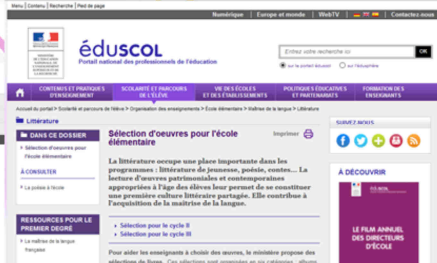 Menu | Contenu | Recherche | Pied de page
Numérique | Europe et monde | WebTV | Contactez-nous
éduSCOL
Portail national des professionnels de l'éducation
Entrez votre recherche ou
OK
sur le portail éduscol
sur l'éduscole
CONTENUS ET PRATIQUES D'ENSEIGNEMENT
SCOLARITÉ ET PARCOURS DE L'ÉLÈVE
VIE DES ÉCOLES ET DES ÉTABLISSEMENTS
POLITIQUES ÉDUCATIVES ET PARTENARIATS
FORMATION DES ENSEIGNANTS
Accueil du portail > Scolarité et parcours de l'élève > Organisation des enseignements > École élémentaire > Maîtrise de la langue > Littérature
Littérature
DANS CE DOSSIER
Sélection d'oeuvres pour l'école élémentaire
À CONSULTER
La poésie à l'école
RESSOURCES POUR LE PREMIER DEGRÉ
La maîtrise de la langue française
Sélection d'oeuvres pour l'école élémentaire
Imprimer
La littérature occupe une place importante dans les
programmes : littérature de jeunesse, poésie, contes... La
lecture d'œuvres patrimoniales et contemporaines
appropriées à l'âge des élèves leur permet de se constituer
une première culture littéraire partagée. Elle contribue à
l'acquisition de la maîtrise de la langue.
Sélection pour le cycle II
Sélection pour le cycle III
Pour aider les enseignants à choisir des œuvres, le ministère propose des
SUIVEZ-NOUS
À DÉCOUVRIR
LE FILM ANNUEL
DES DIRECTEURS
D'ÉCOLE